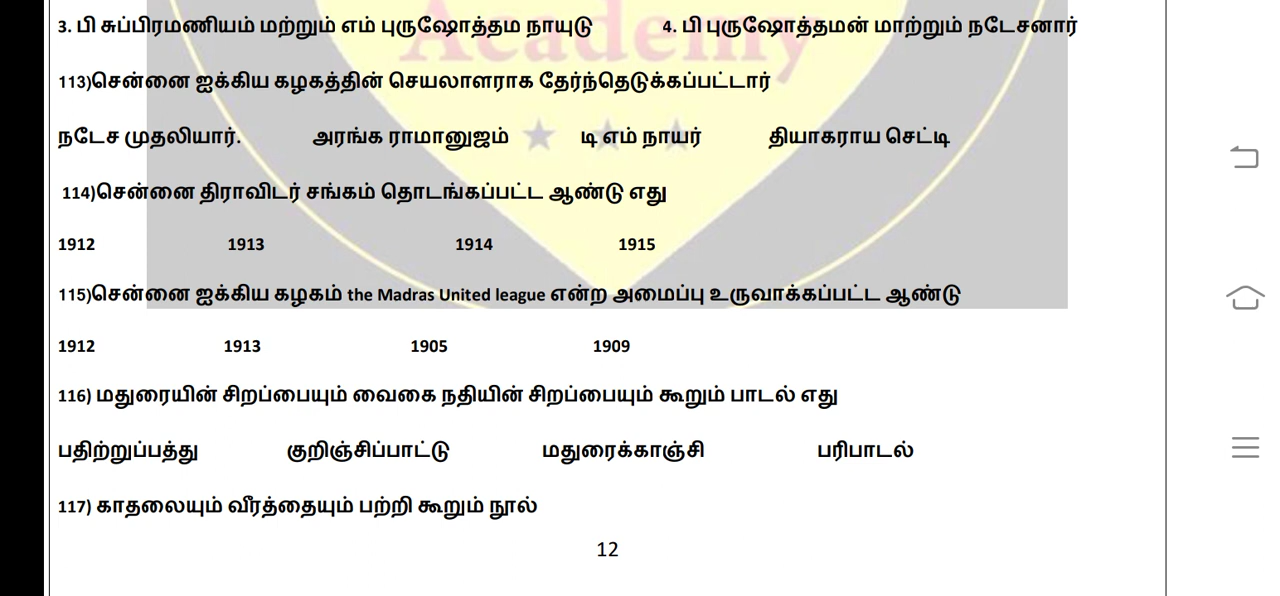 Academy
3. பி சுப்பிரமணியம் மற்றும் எம் புருஷோத்தம நாயுடு 4. பி புருஷோத்தமன் மாற்றும் நடேசனார்
113)சென்னை ஐக்கிய கழகத்தின் செயலாளராக தேர்ந்தெடுக்கப்பட்டார்
நடேச முதலியார். அரங்க ராமானுஜம் டி எம் நாயர் தியாகராய செட்டி
114)சென்னை திராவிடர் சங்கம் தொடங்கப்பட்ட ஆண்டு எது
1912 1913 1914 1915
115)சென்னை ஐக்கிய கழகம் the Madras United league என்ற அமைப்பு உருவாக்கப்பட்ட ஆண்டு
1912 1913 1905 1909
116) மதுரையின் சிறப்பையும் வைகை நதியின் சிறப்பையும் கூறும் பாடல் எது
பதிற்றுப்பத்து குறிஞ்சிப்பாட்டு மதுரைக்காஞ்சி பரிபாடல்
117) காதலையும் வீரத்தையும் பற்றி கூறும் நூல்
12